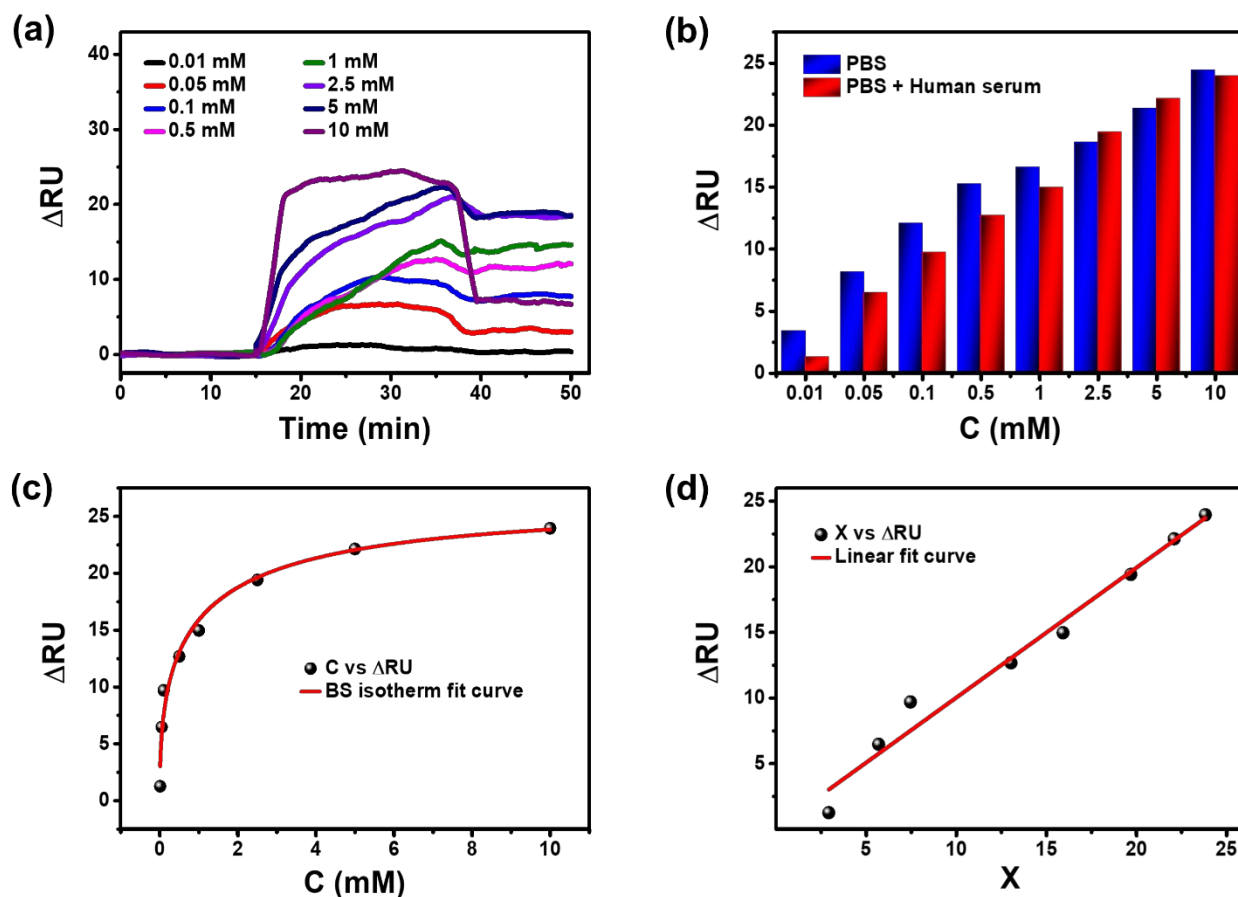 (a)
0.01 mM
0.05 mM
0.1 mM
0.5 mM
1 mM
2.5 mM
5 mM
10 mM
40
30
20
10
0
ΔRU
0 10 20 30 40 50
Time (min)
(b)
PBS
PBS + Human serum
25
20
15
10
5
0
ΔRU
0.01 0.05 0.1 0.5 1 2.5 5 10
C (mM)
(c)
25
20
15
10
5
0
ΔRU
C vs ΔRU
BS isotherm fit curve
0 2 4 6 8 10
C (mM)
(d)
X vs ΔRU
Linear fit curve
25
20
15
10
5
ΔRU
5 10 15 20 25
X